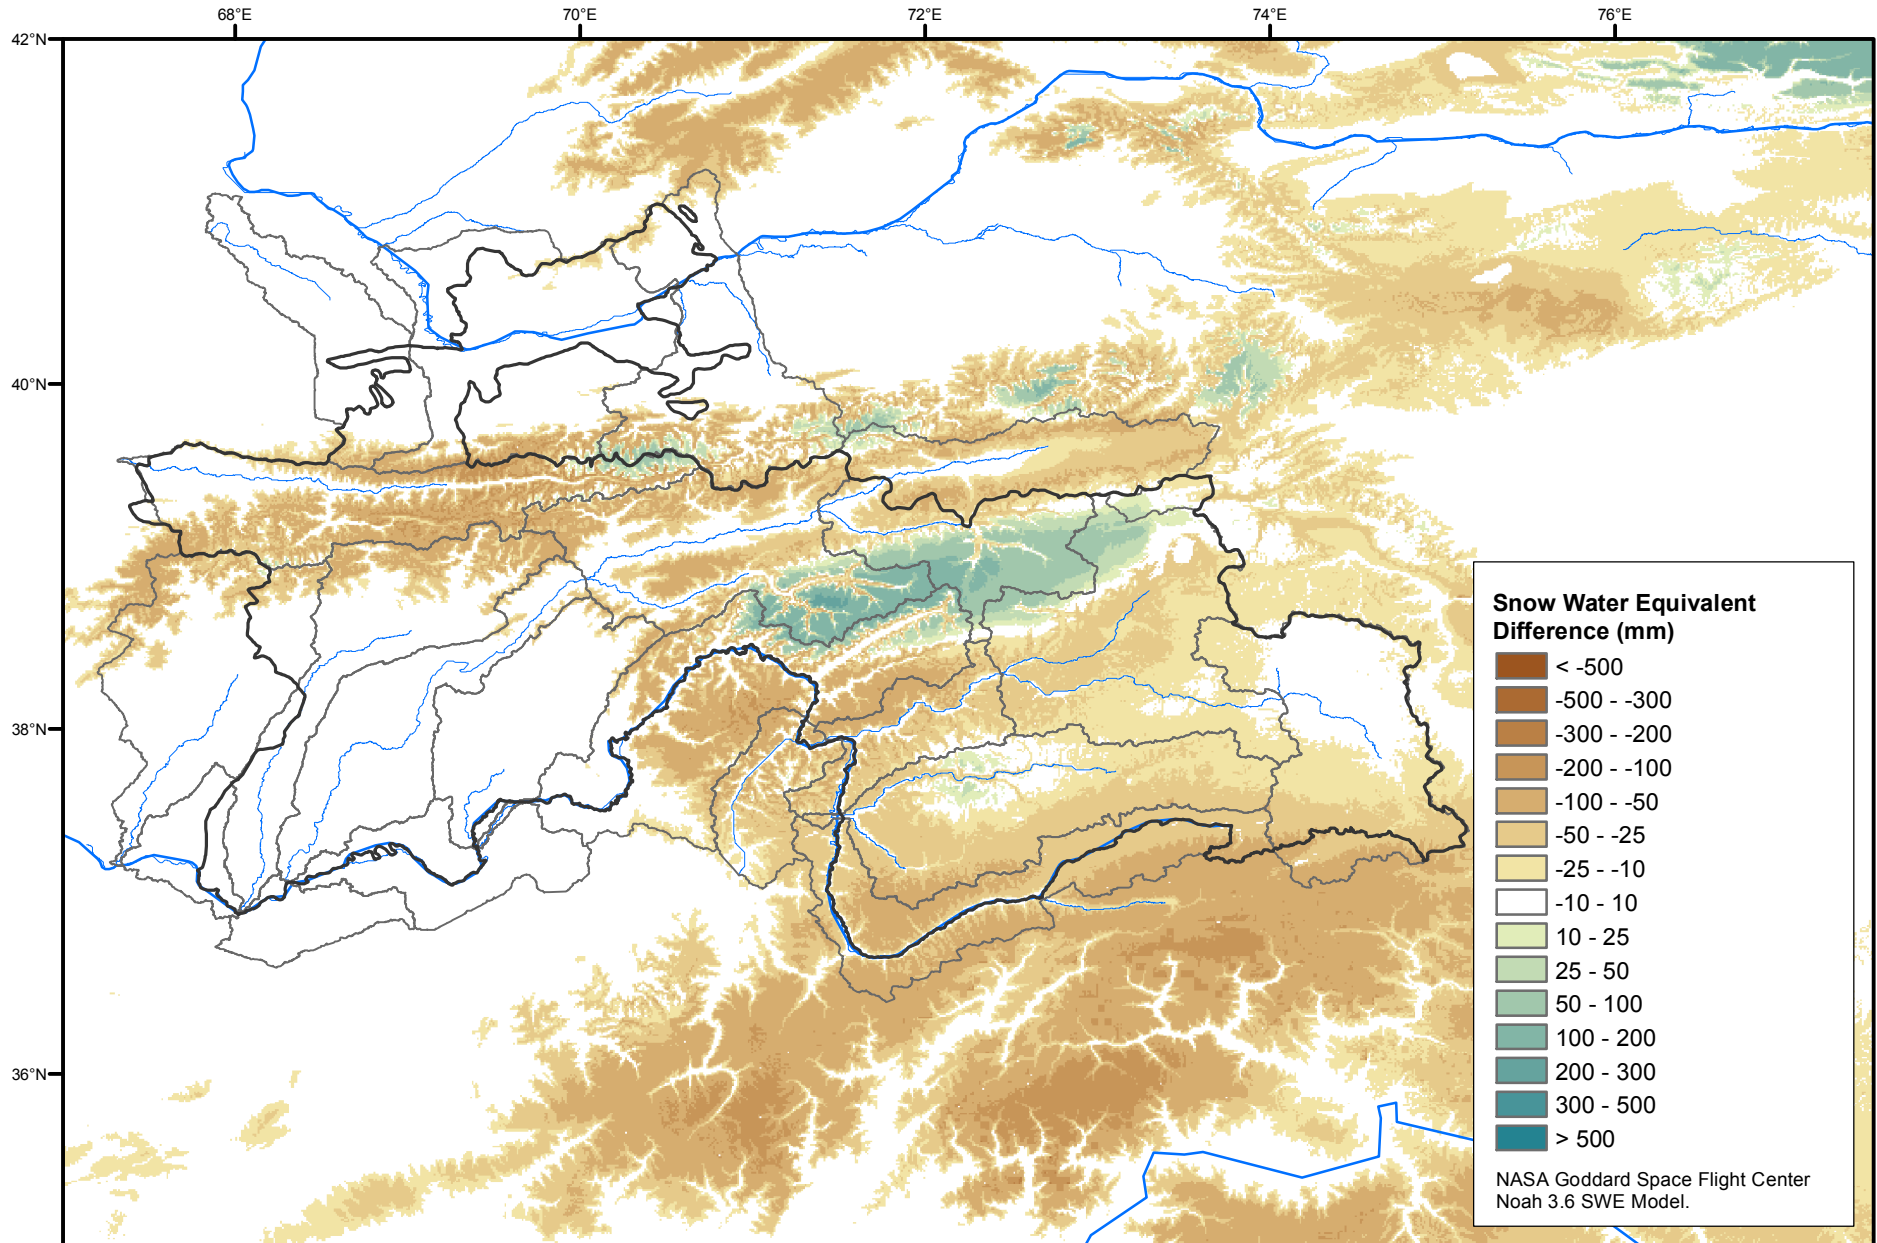 68°E 70°E 72°E 74°E 76°E
42°N
40°N
38°N
36°N
Snow Water Equivalent
Difference (mm)
< -500
-500 - -300
-300 - -200
-200 - -100
-100 - -50
-50 - -25
-25 - -10
-10 - 10
10 - 25
25 - 50
50 - 100
100 - 200
200 - 300
300 - 500
> 500
NASA Goddard Space Flight Center
Noah 3.6 SWE Model.